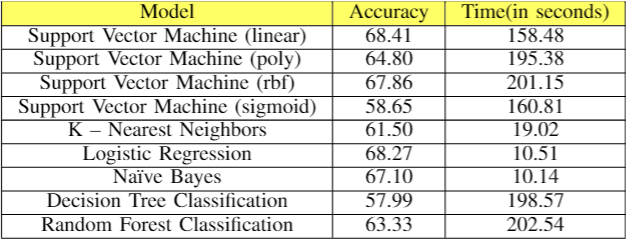 Model Accuracy Time(in seconds)
Support Vector Machine (linear) 68.41 158.48
Support Vector Machine (poly) 64.80 195.38
Support Vector Machine (rbf) 67.86 201.15
Support Vector Machine (sigmoid) 58.65 160.81
K – Nearest Neighbors 61.50 19.02
Logistic Regression 68.27 10.51
Naïve Bayes 67.10 10.14
Decision Tree Classification 57.99 198.57
Random Forest Classification 63.33 202.54